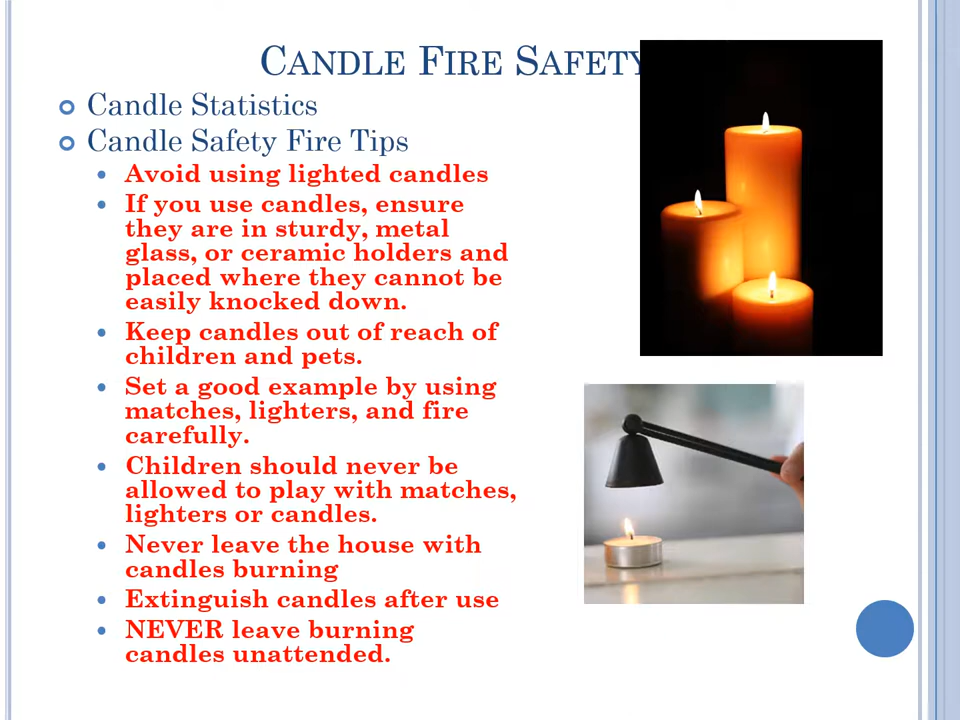 CANDLE FIRE SAFETY
Candle Statistics
Candle Safety Fire Tips
Avoid using lighted candles
If you use candles, ensure
they are in sturdy, metal
glass, or ceramic holders and
placed where they cannot be
easily knocked down.
Keep candles out of reach of
children and pets.
Set a good example by using
matches, lighters, and fire
carefully.
Children should never be
allowed to play with matches,
lighters or candles.
Never leave the house with
candles burning
Extinguish candles after use
NEVER leave burning
candles unattended.